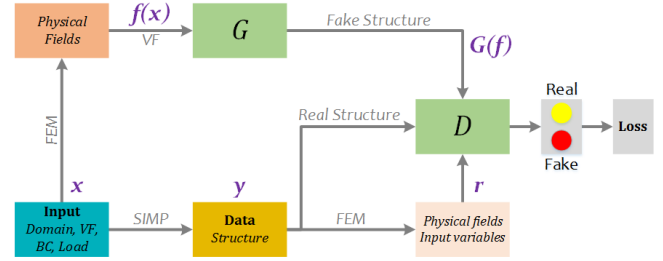 Physical
Fields
f(x)
VF
G
Fake Structure
G(f)
FEM
Real Structure
D
Real
Fake
Loss
x
y
r
Input
Domain, VF,
BC, Load
SIMP
Data
Structure
FEM
Physical fields
Input variables